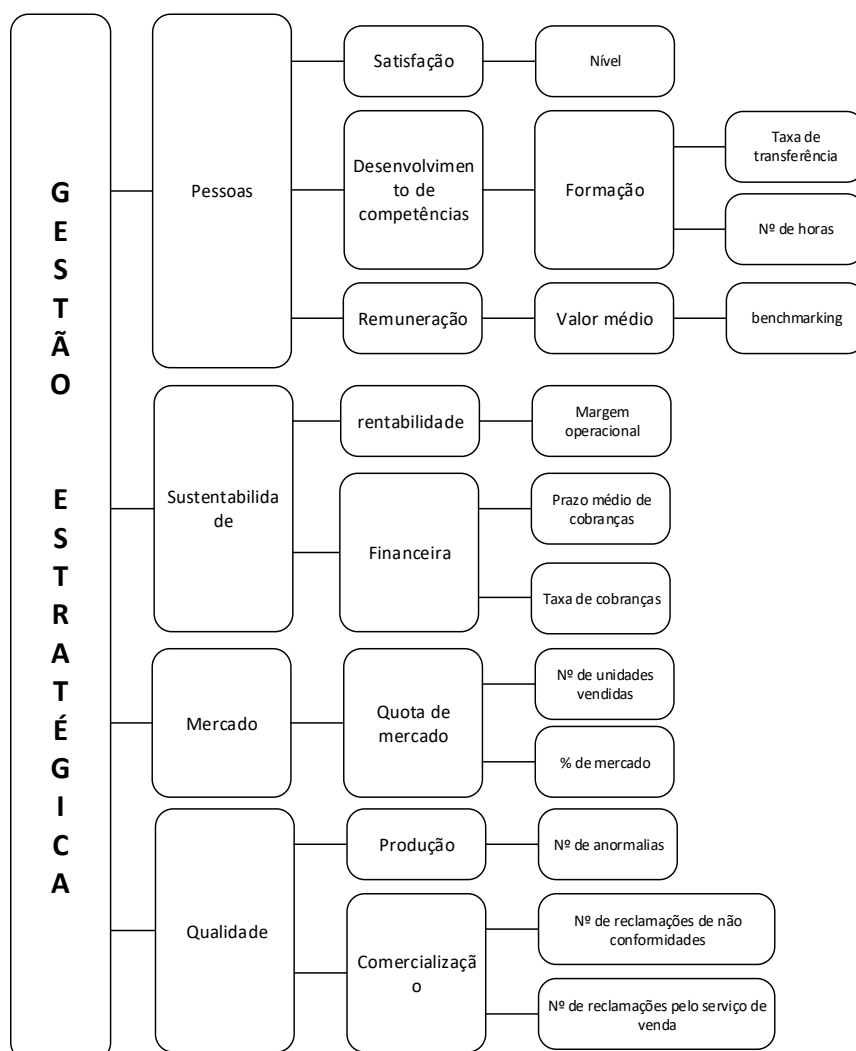 GESTÃO ESTRATÉGICA
Pessoas
Satisfação
Nível
Desenvolvimen
to de
competências
Formação
Taxa de
transferência
Nº de horas
Remuneração
Valor médio
benchmarking
Sustentabilida
de
rentabilidade
Margem
operacional
Financeira
Prazo médio de
cobranças
Taxa de cobranças
Mercado
Quota de
mercado
Nº de unidades
vendidas
% de mercado
Qualidade
Produção
Nº de anormalias
Comercializaçã
o
Nº de reclamações de não
conformidades
Nº de reclamações pelo serviço de
venda